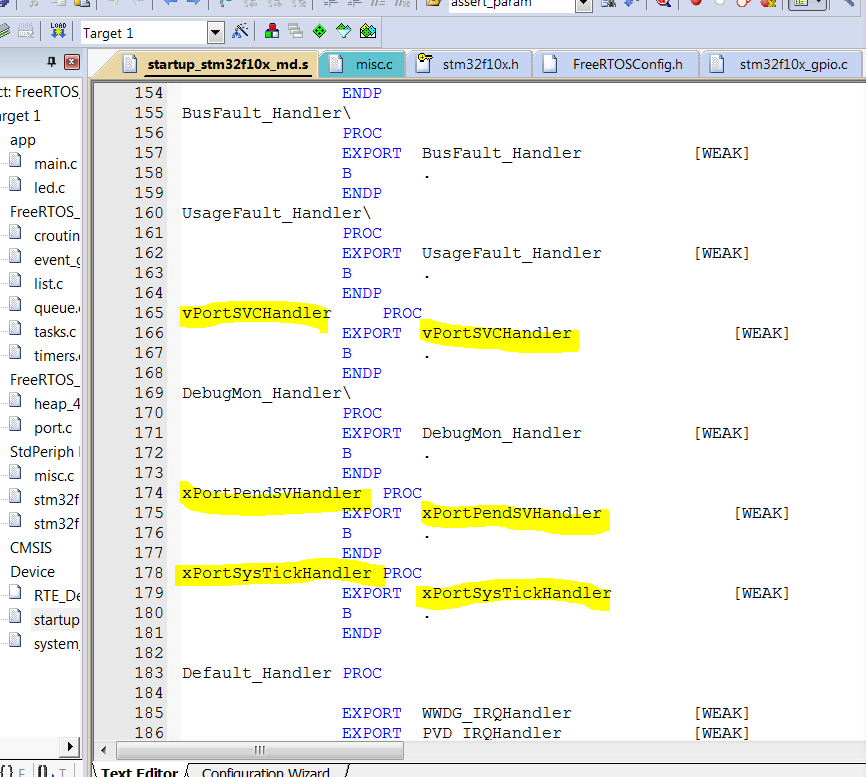 assert_param
LOAD
Target 1
startup_stm32f10x_md.s misc.c stm32f10x.h FreeRTOSConfig.h stm32f10x_gpio.c
ct: FreeRTOS_
arget 1
app
main.c
led.c
FreeRTOS_
croutin
event_g
list.c
queue.c
tasks.c
timers.c
FreeRTOS_
heap_4
port.c
StdPeriph
misc.c
stm32f
stm32f
CMSIS
Device
RTE_De
startup
system_
154 ENDP
155 BusFault_Handler\
156 PROC
157 EXPORT BusFault_Handler [WEAK]
158 B .
159 ENDP
160 UsageFault_Handler\
161 PROC
162 EXPORT UsageFault_Handler [WEAK]
163 B .
164 ENDP
165 vPortSVCHandler PROC
166 EXPORT vPortSVCHandler [WEAK]
167 B .
168 ENDP
169 DebugMon_Handler\
170 PROC
171 EXPORT DebugMon_Handler [WEAK]
172 B .
173 ENDP
174 xPortPendSVHandler PROC
175 EXPORT xPortPendSVHandler [WEAK]
176 B .
177 ENDP
178 xPortSysTickHandler PROC
179 EXPORT xPortSysTickHandler [WEAK]
180 B .
181 ENDP
182
183 Default_Handler PROC
184
185 EXPORT WWDG_IRQHandler [WEAK]
186 EXPORT PVD_IRQHandler [WEAK]
{} F 0. T Text Editor Configuration Wizard